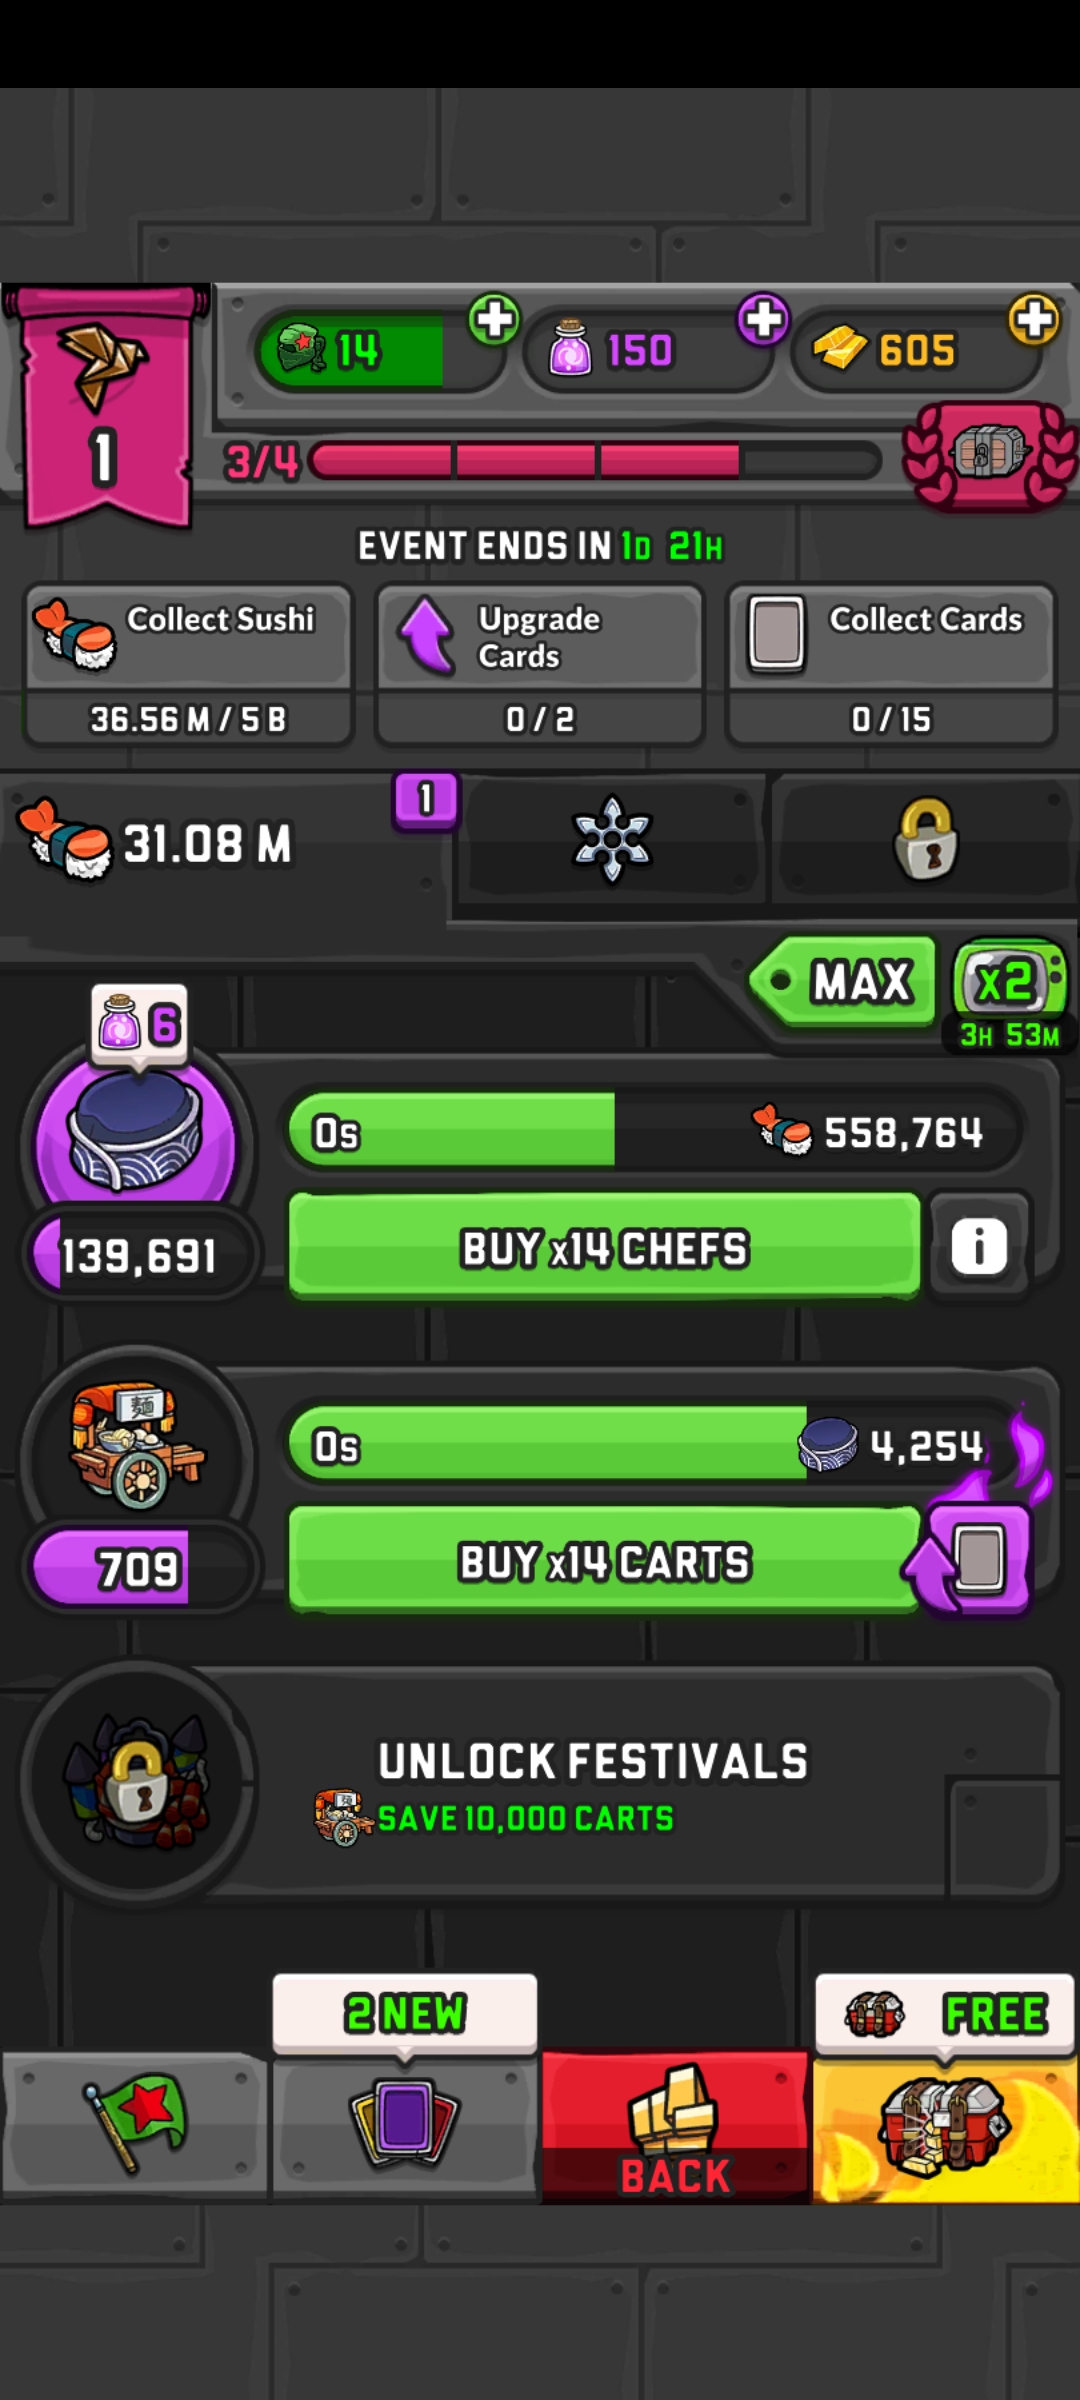 14
150
605
1
3/4
EVENT ENDS IN 1D 21H
Collect Sushi
36.56 M / 5 B
Upgrade
Cards
0 / 2
Collect Cards
0 / 15
31.08 M
1
MAX
x2
3H 53M
6
0s
558,764
139,691
BUY x14 CHEFS
i
麺
0s
4,254
709
BUY x14 CARTS
UNLOCK FESTIVALS
SAVE 10,000 CARTS
2 NEW
FREE
BACK